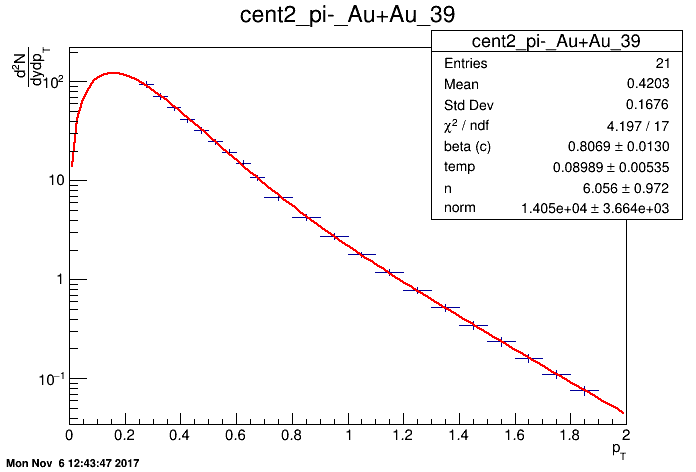 cent2_pi-_Au+Au_39
cent2_pi-_Au+Au_39
Entries 21
Mean 0.4203
Std Dev 0.1676
χ² / ndf 4.197 / 17
beta (c) 0.8069 ± 0.0130
temp 0.08989 ± 0.00535
n 6.056 ± 0.972
norm 1.405e+04 ± 3.664e+03
d²N
dydp_T
10²
10
1
10⁻¹
0 0.2 0.4 0.6 0.8 1 1.2 1.4 1.6 1.8 2
p_T
Mon Nov 6 12:43:47 2017